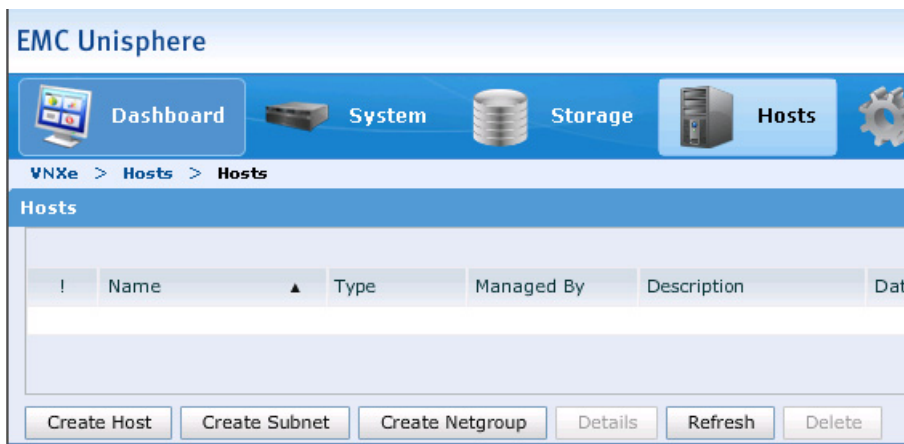 EMC Unisphere
Dashboard System Storage Hosts
VNXe > Hosts > Hosts
Hosts
! Name ▲ Type Managed By Description Dat
Create Host Create Subnet Create Netgroup Details Refresh Delete